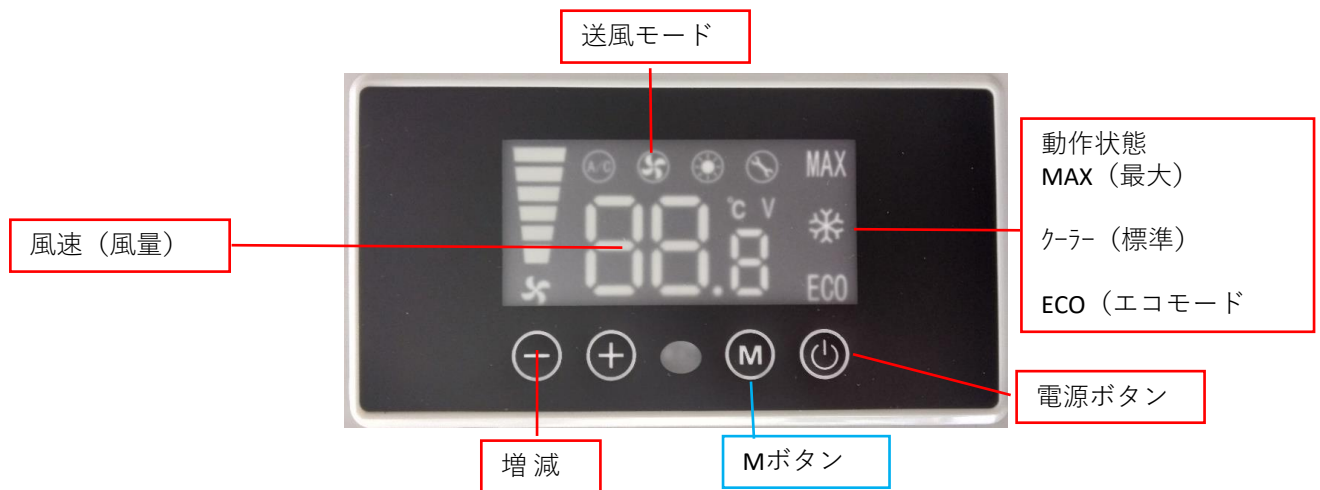 送風モード
A/C
MAX
℃ V
88.8
ECO
風速（風量）
動作状態
MAX（最大）
ｸｰﾗｰ（標準）
ECO（エコモード
M
電源ボタン
増 減
Mボタン